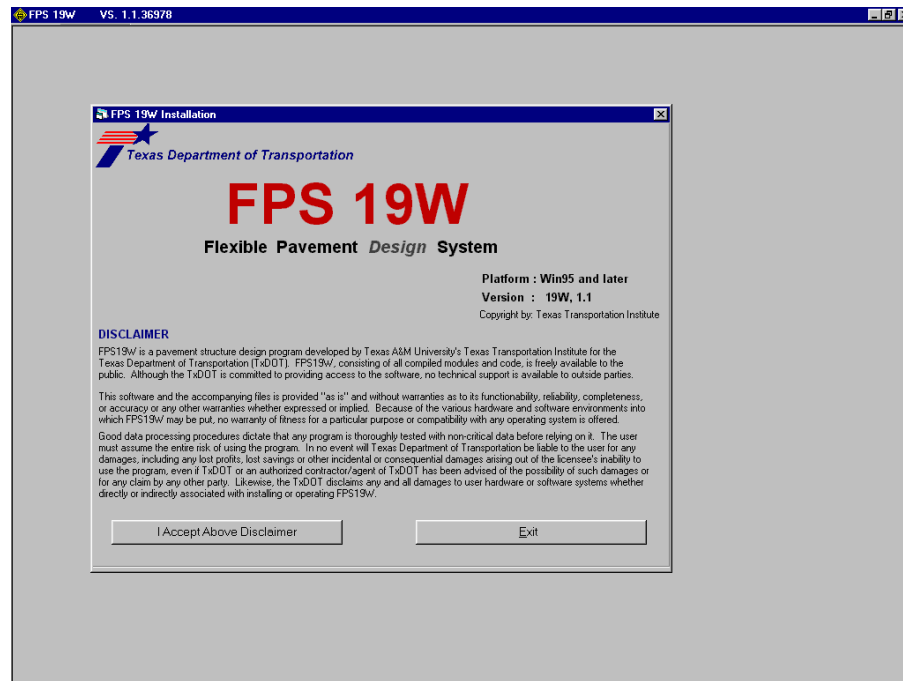 FPS 19W VS. 1.1.36978
FPS 19W Installation
Texas Department of Transportation
FPS 19W
Flexible Pavement Design System
Platform : Win95 and later
Version : 19W, 1.1
Copyright by: Texas Transportation Institute
DISCLAIMER
FPS19W is a pavement structure design program developed by Texas A&M University's Texas Transportation Institute for the
Texas Department of Transportation (TxDOT). FPS19W, consisting of all compiled modules and code, is freely available to the
public. Although the TxDOT is committed to providing access to the software, no technical support is available to outside parties.
This software and the accompanying files is provided "as is" and without warranties as to its functionality, reliability, completeness,
or accuracy or any other warranties whether expressed or implied. Because of the various hardware and software environments into
which FPS19W may be put, no warranty of fitness for a particular purpose or compatibility with any operating system is offered.
Good data processing procedures dictate that any program is thoroughly tested with non-critical data before relying on it. The user
must assume the entire risk of using the program. In no event will Texas Department of Transportation be liable to the user for any
damages, including any lost profits, lost savings or other incidental or consequential damages arising out of the licensee's inability to
use the program, even if TxDOT or an authorized contractor/agent of TxDOT has been advised of the possibility of such damages or
for any claim by any other party. Likewise, the TxDOT disclaims any and all damages to user hardware or software systems whether
directly or indirectly associated with installing or operating FPS19W.
I Accept Above Disclaimer
Exit